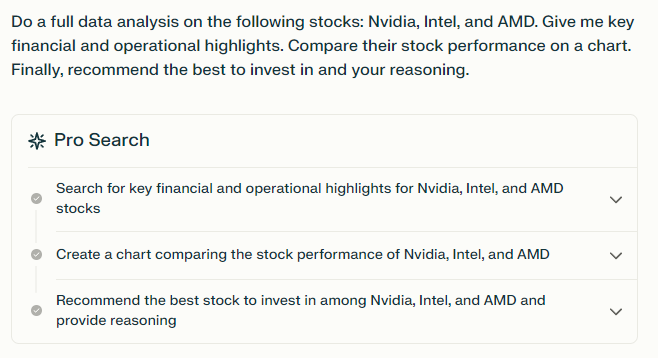 Do a full data analysis on the following stocks: Nvidia, Intel, and AMD. Give me key
financial and operational highlights. Compare their stock performance on a chart.
Finally, recommend the best to invest in and your reasoning.
Pro Search
Search for key financial and operational highlights for Nvidia, Intel, and AMD
stocks
Create a chart comparing the stock performance of Nvidia, Intel, and AMD
Recommend the best stock to invest in among Nvidia, Intel, and AMD and
provide reasoning